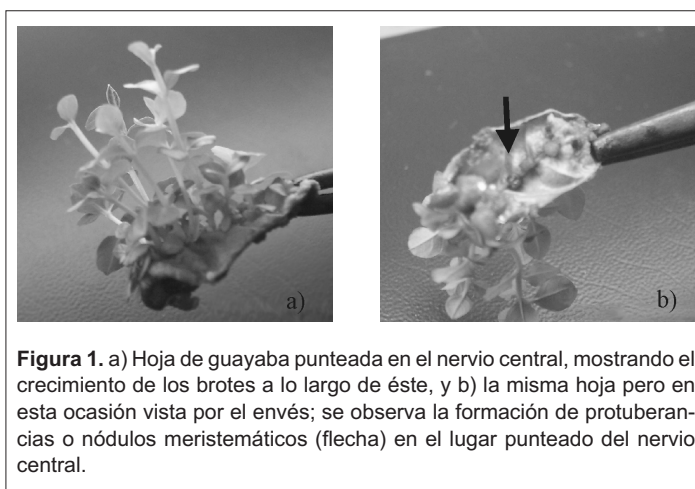 a)
b)
Figura 1. a) Hoja de guayaba punteada en el nervio central, mostrando el
crecimiento de los brotes a lo largo de éste, y b) la misma hoja pero en
esta ocasión vista por el envés; se observa la formación de protuberan-
cias o nódulos meristemáticos (flecha) en el lugar punteado del nervio
central.